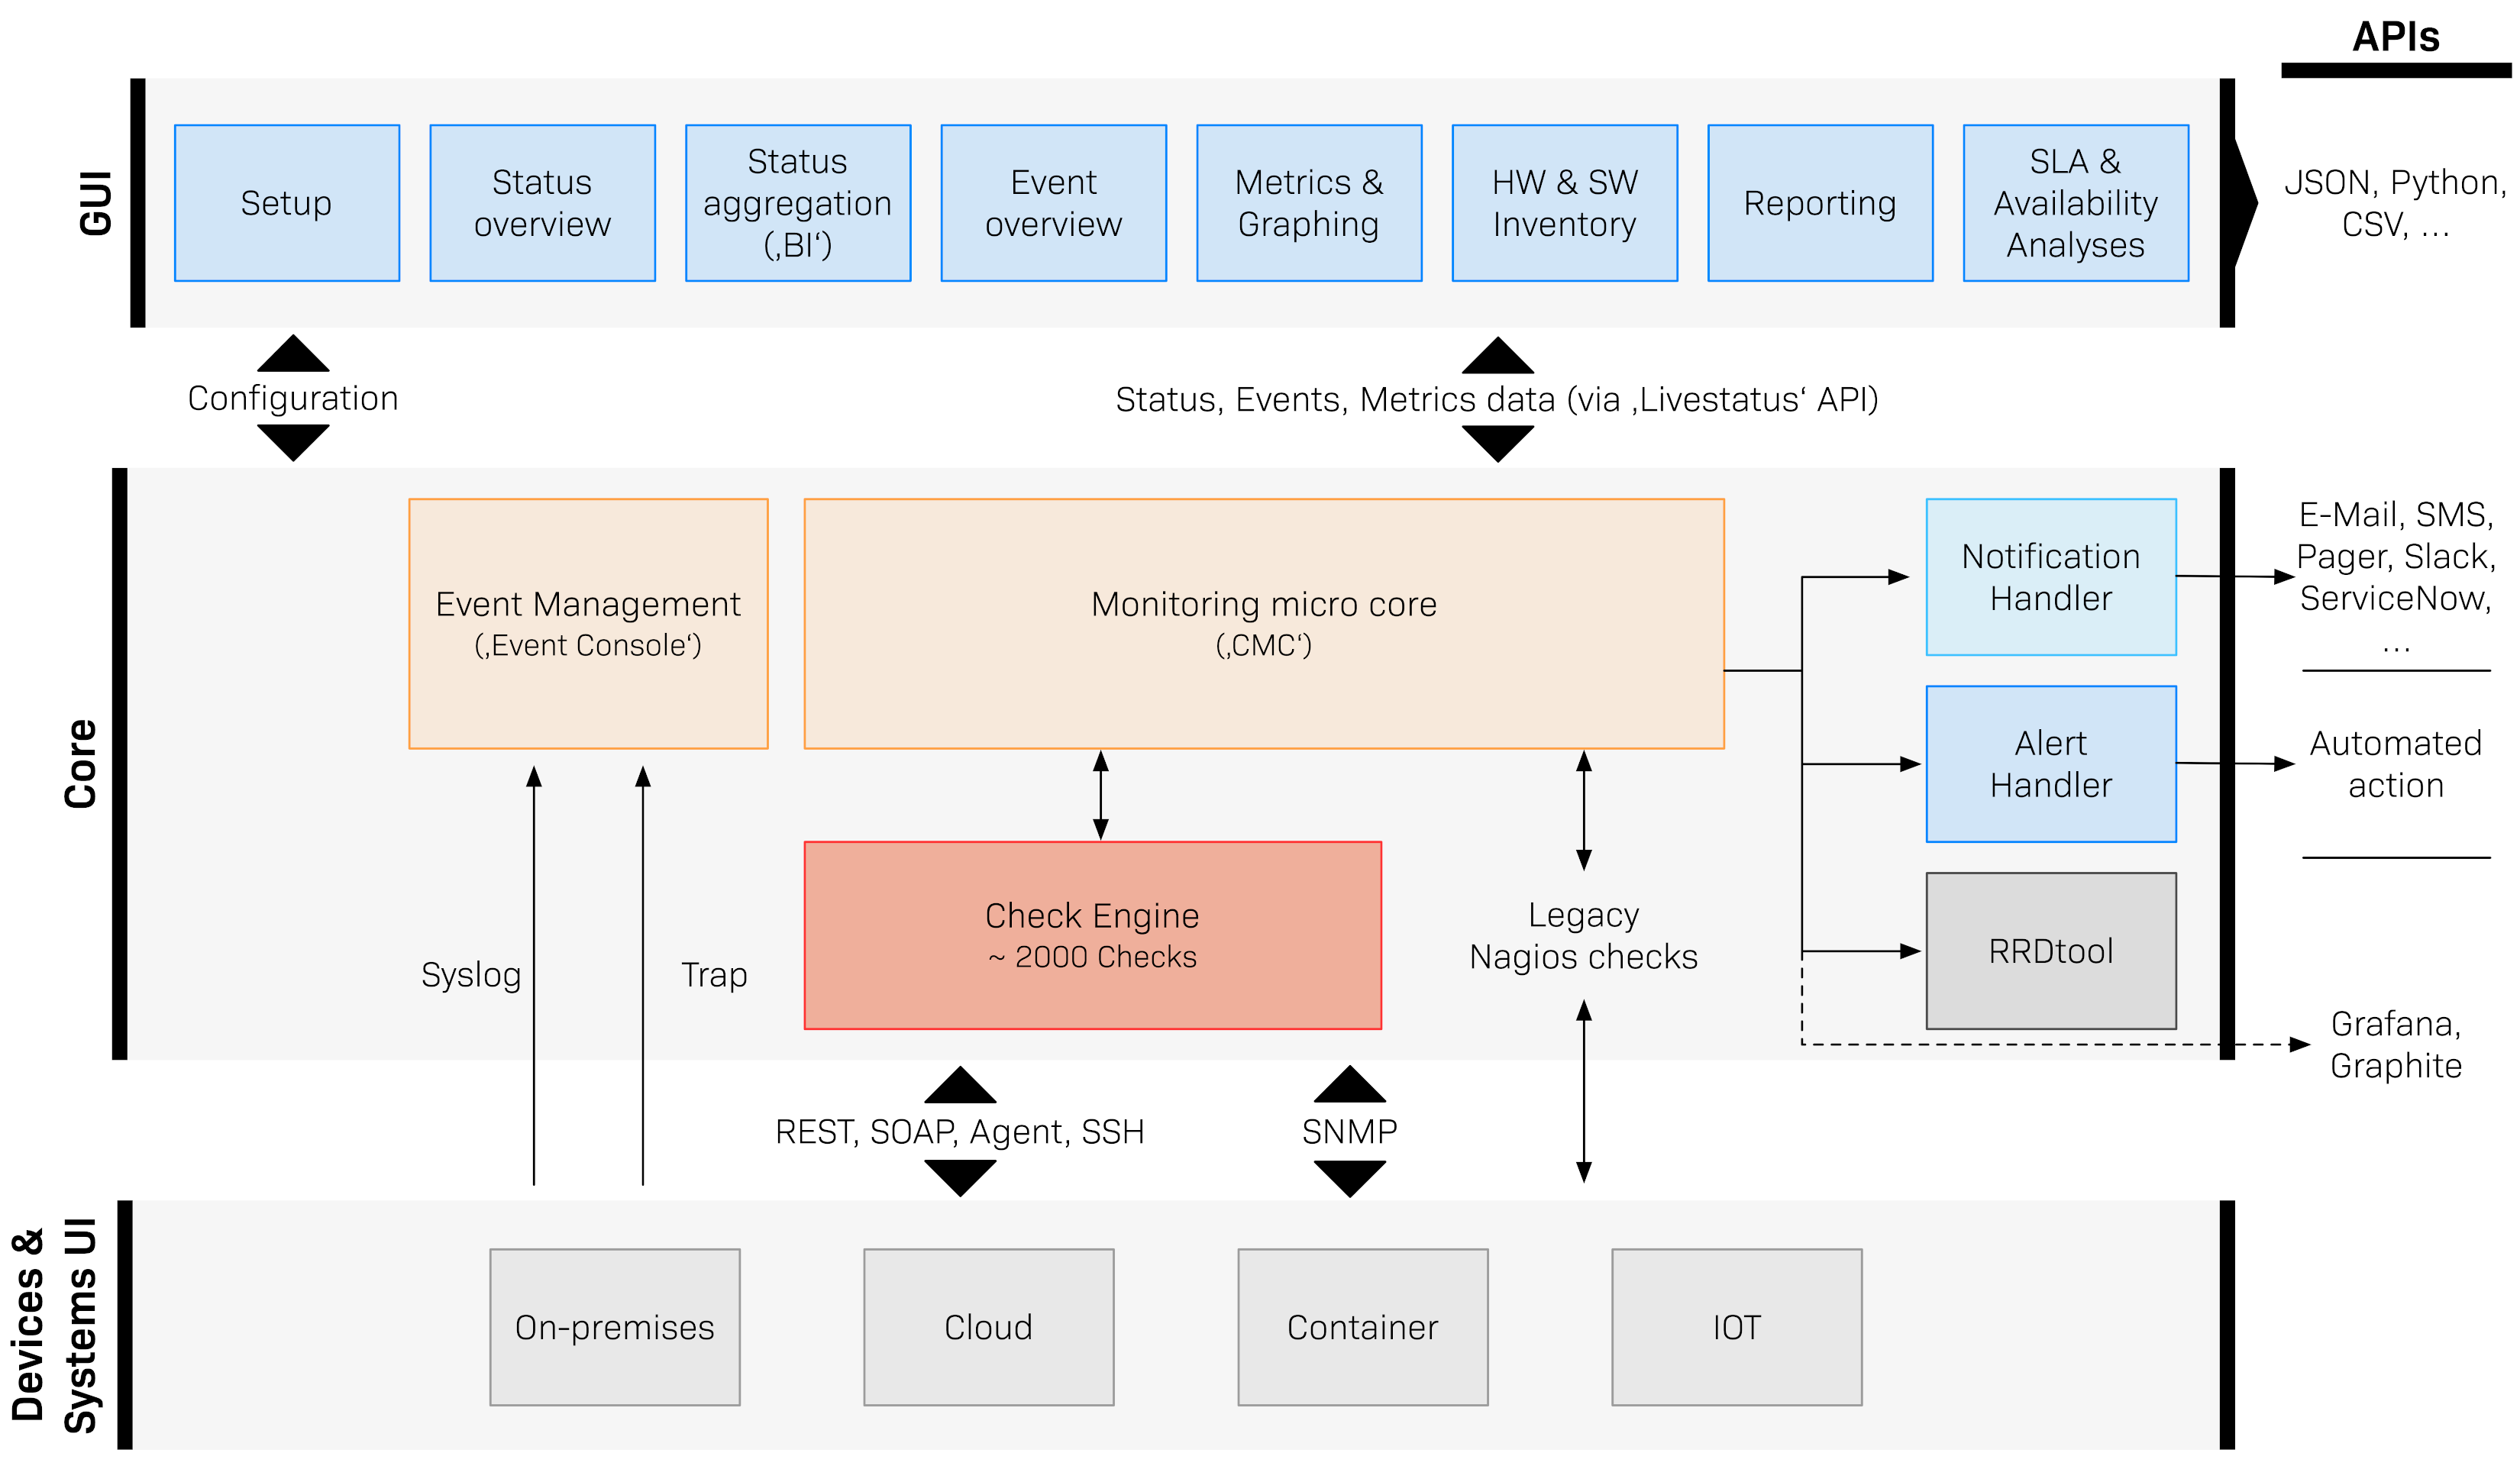 APIs
GUI
Setup
Status
overview
Status
aggregation
(‚BI‘)
Event
overview
Metrics &
Graphing
HW & SW
Inventory
Reporting
SLA &
Availability
Analyses
JSON, Python,
CSV, ...
Configuration
Status, Events, Metrics data (via ‚Livestatus‘ API)
Core
Event Management
(‚Event Console‘)
Monitoring micro core
(‚CMC‘)
Notification
Handler
E-Mail, SMS,
Pager, Slack,
ServiceNow,
...
Alert
Handler
Automated
action
Check Engine
~ 2000 Checks
Legacy
Nagios checks
RRDtool
Syslog
Trap
Grafana,
Graphite
REST, SOAP, Agent, SSH
SNMP
Devices &
Systems UI
On-premises
Cloud
Container
IOT